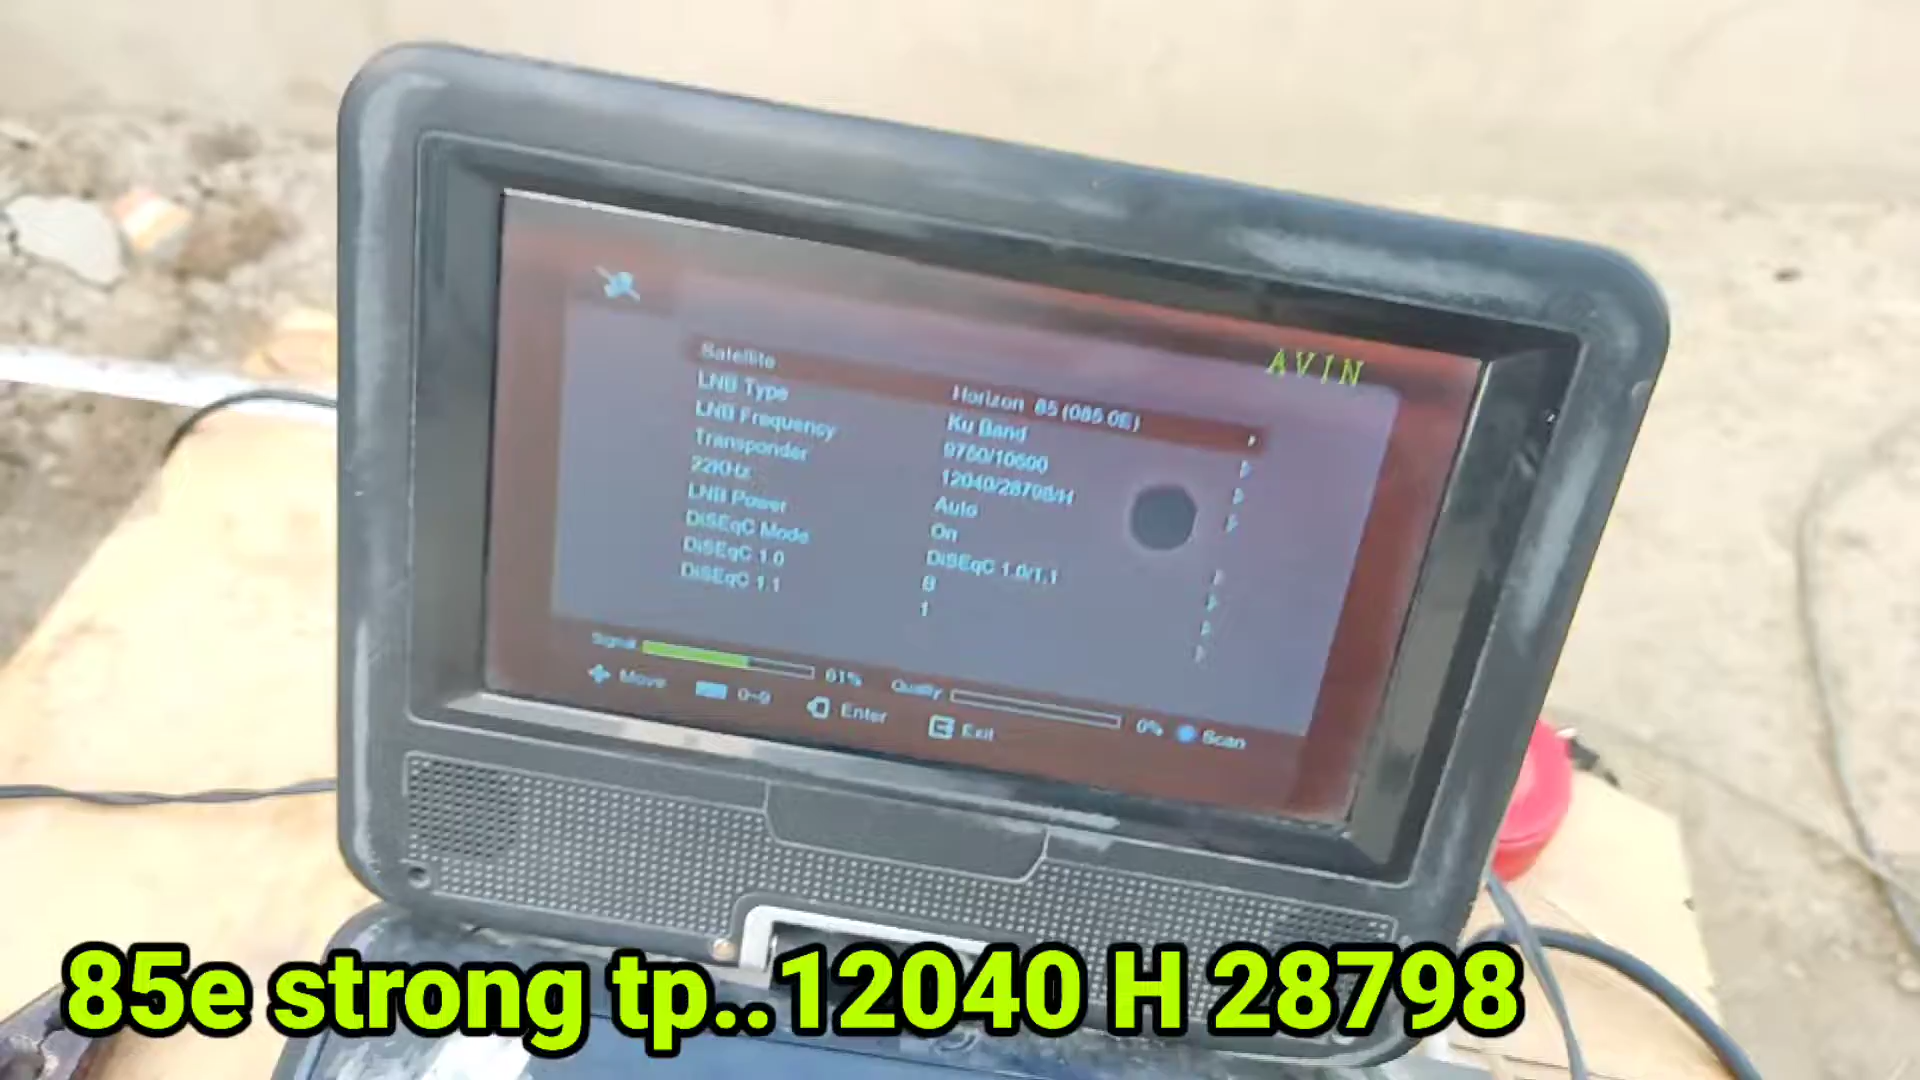 AVIN
Satellite Horizon 85 (085.0E)
LNB Type Ku Band
LNB Frequency 9750/10600
Transponder 12040/28798/H
22KHz Auto
LNB Power On
DiSEqC Mode DiSEqC 1.0/1.1
DiSEqC 1.0 B
DiSEqC 1.1 1
Signal 61% Quality 0%
Move 0~9 Enter Exit Scan
85e strong tp..12040 H 28798